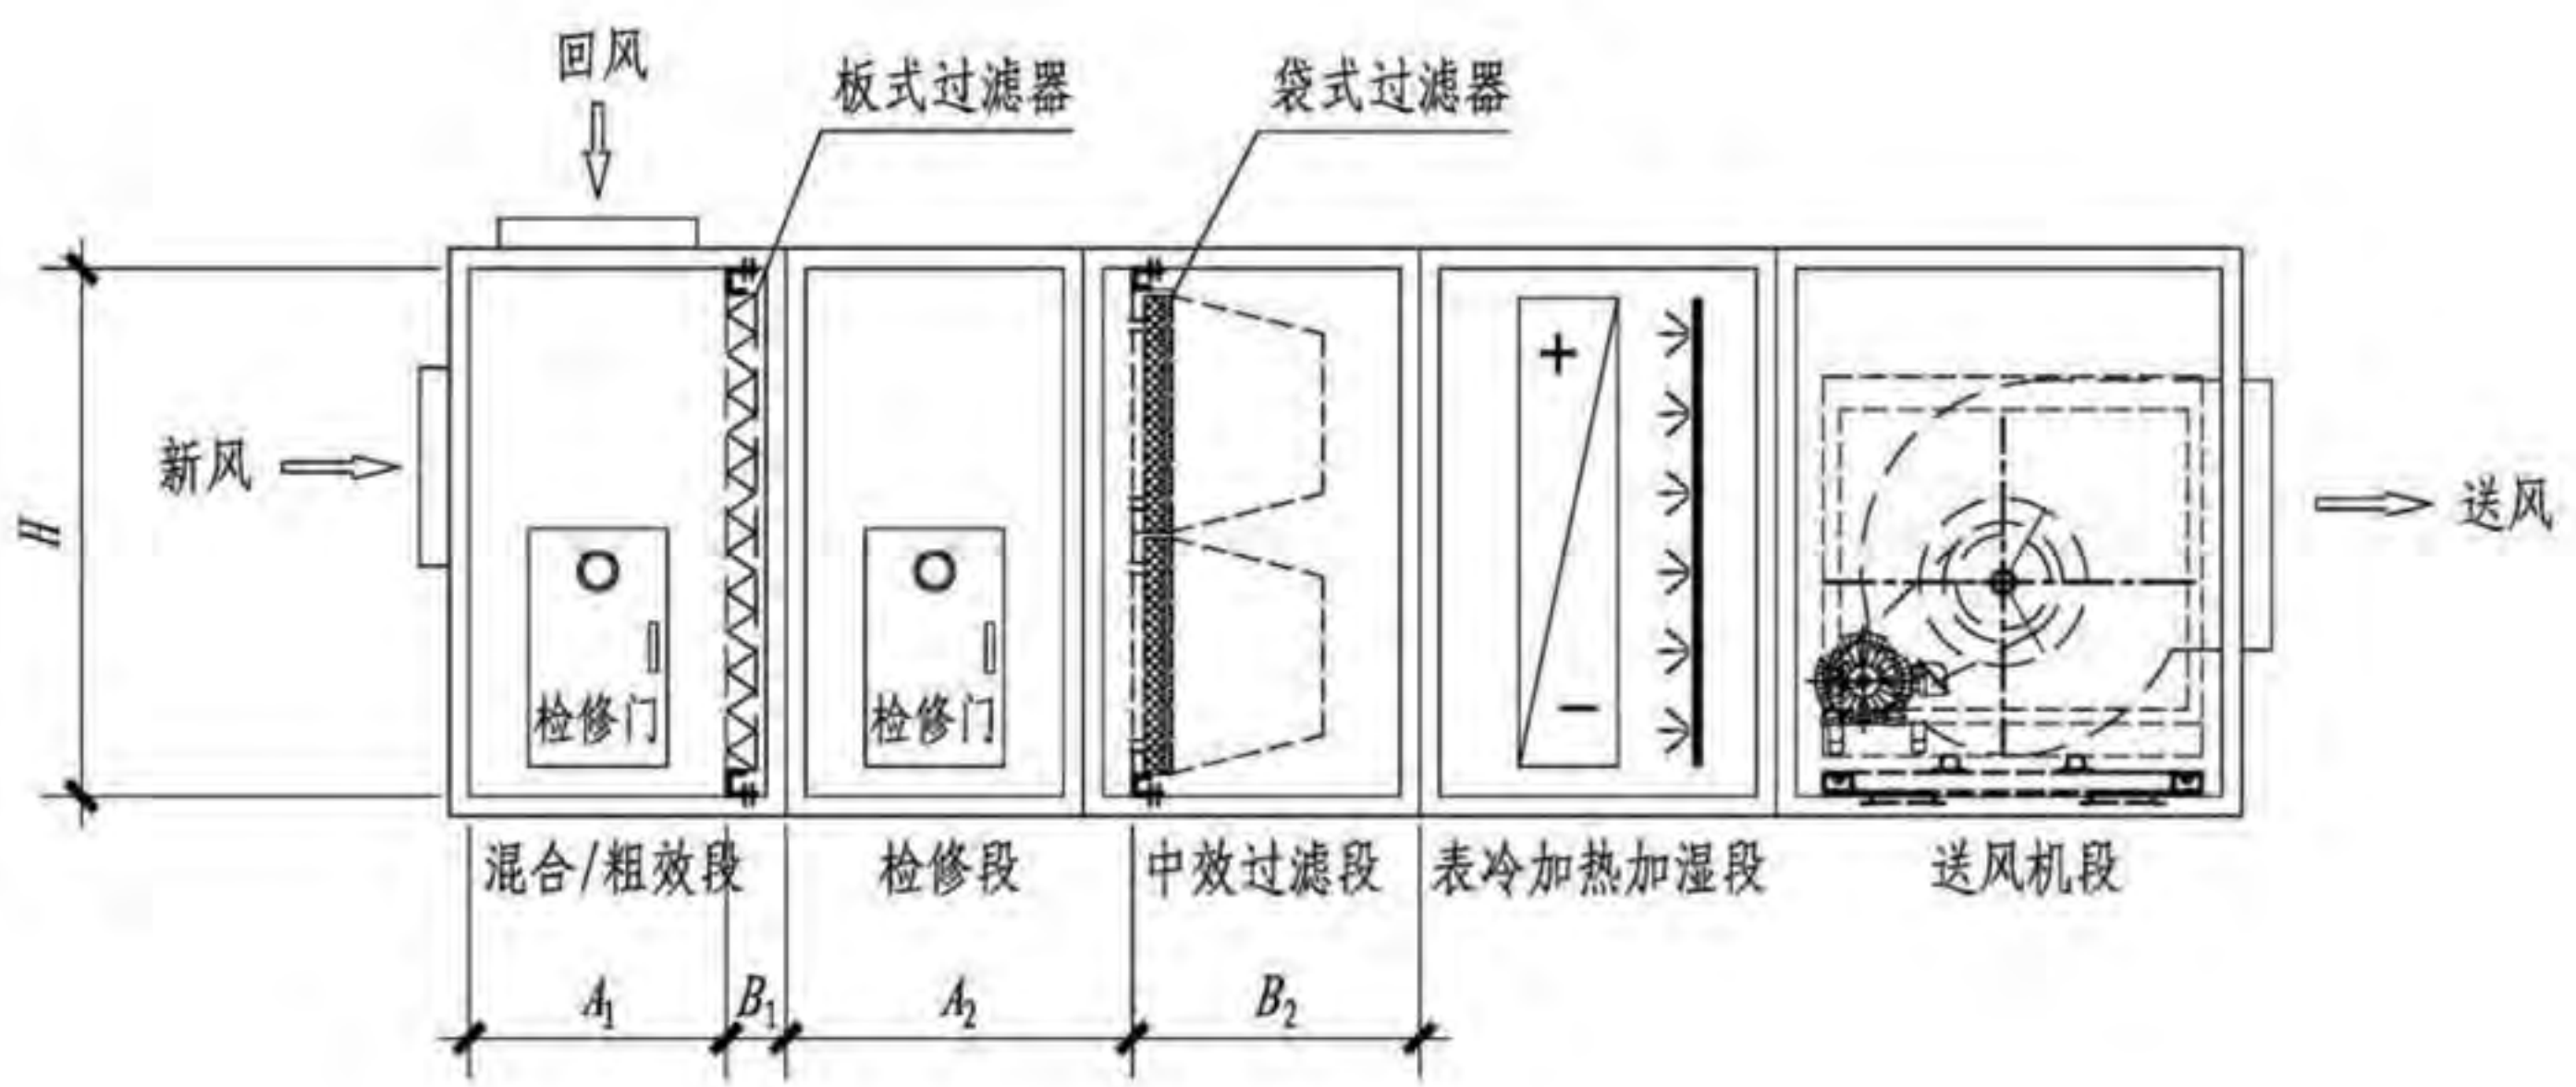 回风
板式过滤器
袋式过滤器
新风
H
+
−
检修门
检修门
送风
混合/粗效段
检修段
中效过滤段
表冷加热加湿段
送风机段
A₁
B₁
A₂
B₂